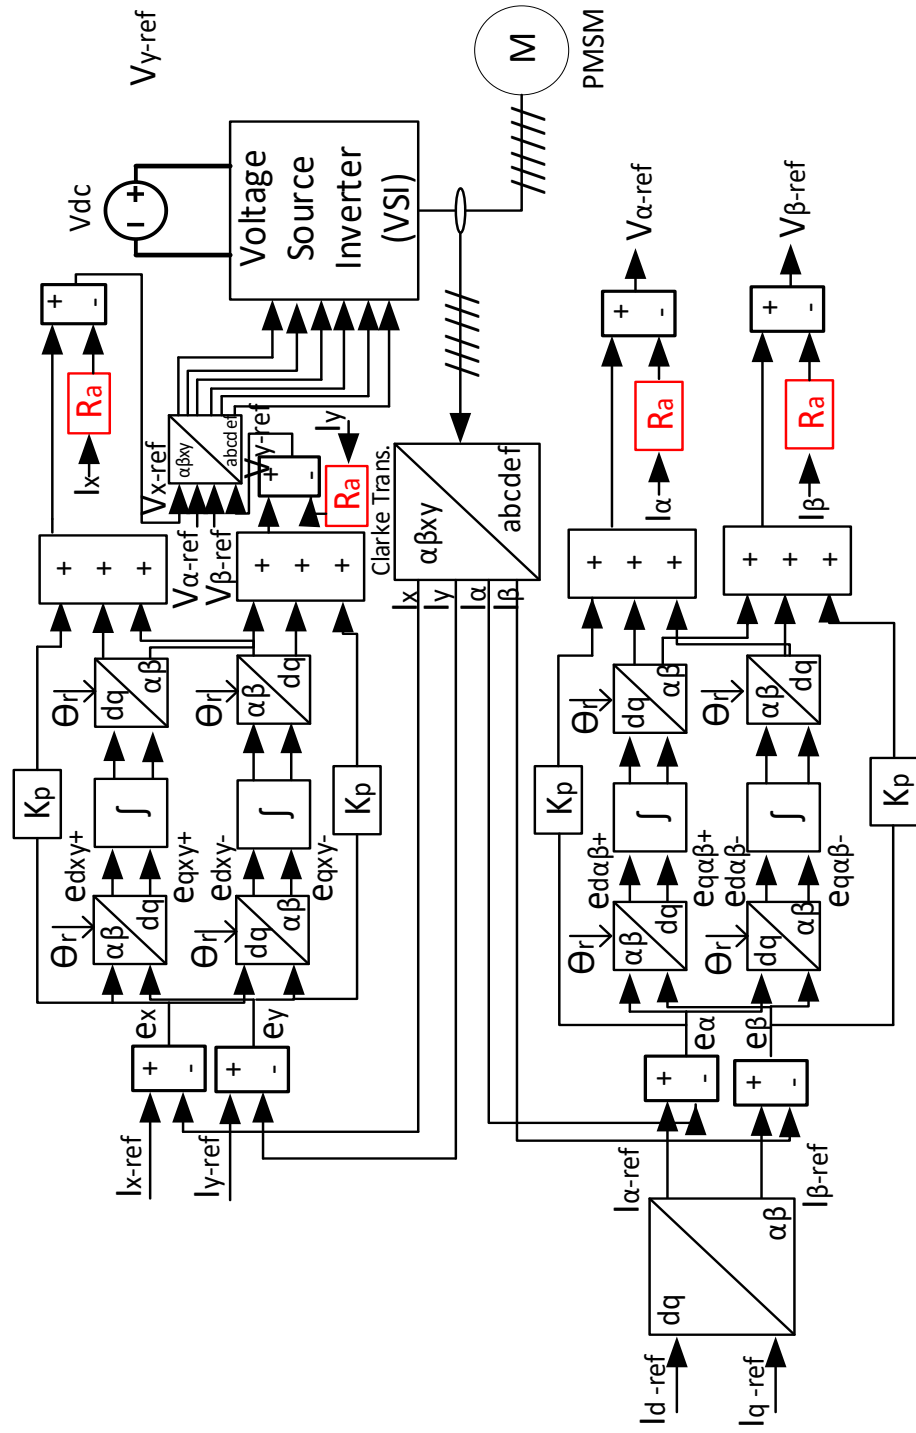 Ix-ref
Iy-ref
+
-
+
-
ex
ey
Kp
Θr
αβ
dq
edxy+
eqxy+
∫
Θr
dq
αβ
+
+
+
Θr
dq
αβ
edxy-
eqxy-
∫
Θr
αβ
dq
Kp
+
+
+
Ix
Ra
+
-
Vx-ref
Vα-ref
Vβ-ref
Vy-ref
αβxy
abcdef
+
-
Ra
Iy
Vdc
-
+
Voltage
Source
Inverter
(VSI)
Vy-ref
M
PMSM
Clarke Trans.
αβxy
abcdef
Ix
Iy
Iα
Iβ
Id -ref
Iq -ref
dq
αβ
Iα-ref
Iβ-ref
+
-
+
-
eα
eβ
Kp
Θr
αβ
dq
edαβ+
eqαβ+
∫
Θr
dq
αβ
+
+
+
Iα
Ra
+
-
Vα-ref
Θr
dq
αβ
edαβ-
eqαβ-
∫
Θr
αβ
dq
Kp
+
+
+
Iβ
Ra
+
-
Vβ-ref